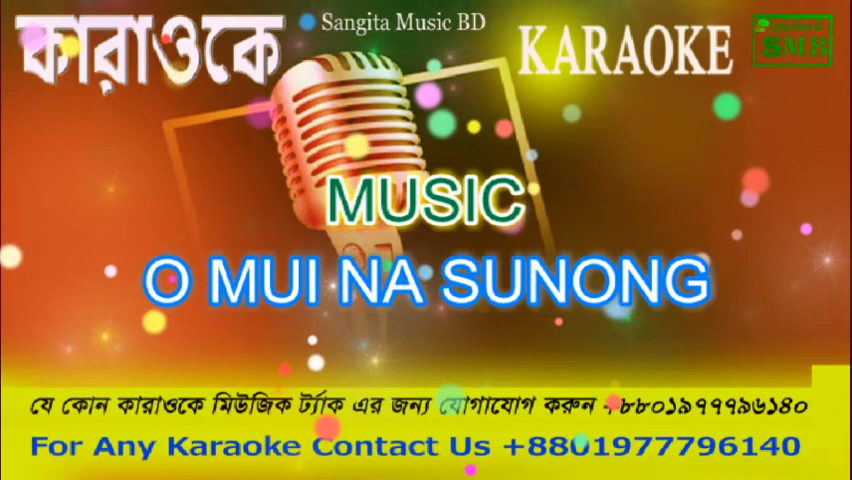 কারাওকে
Sangita Music BD
KARAOKE
SMB
MUSIC
O MUI NA SUNONG
যে কোন কারাওকে মিউজিক ট্র্যাক এর জন্য যোগাযোগ করুন +৮৮০১৯৭৭৭৯৬১৪০
For Any Karaoke Contact Us +8801977796140